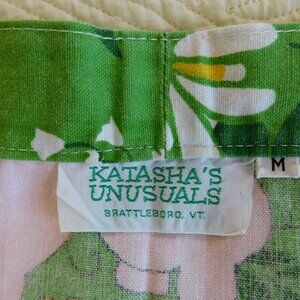 KATASHA'S
UNUSUALS
BRATTLEBORO, VT.
M